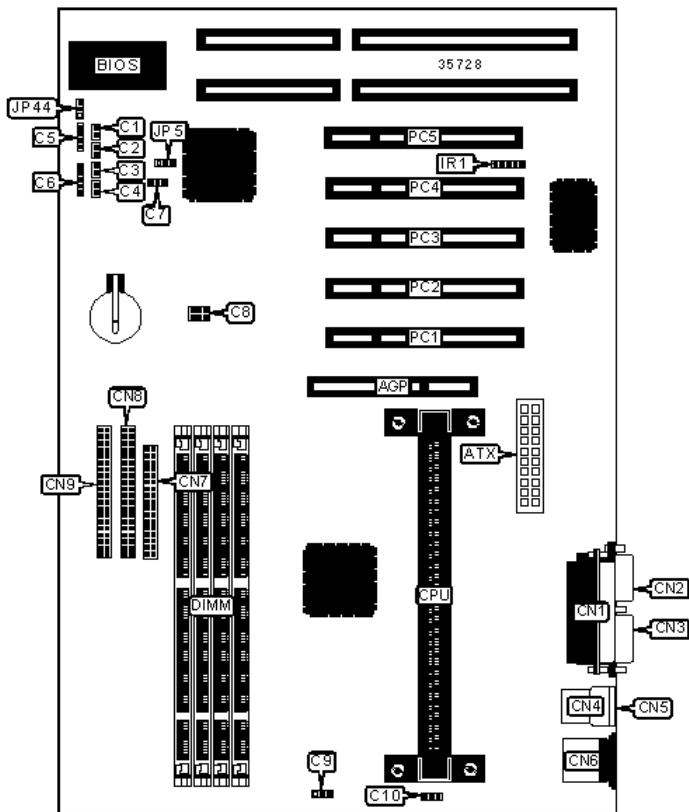 BIOS
35728
JP44
C5
C1
JP5
C2
PC5
IR1
C3
C6
C4
C7
PC4
PC3
PC2
C8
PC1
AGP
CN8
ATX
CN9
CN7
DIMM
CPU
CN2
CN1
CN3
CN4
CN5
C9
CN6
C10